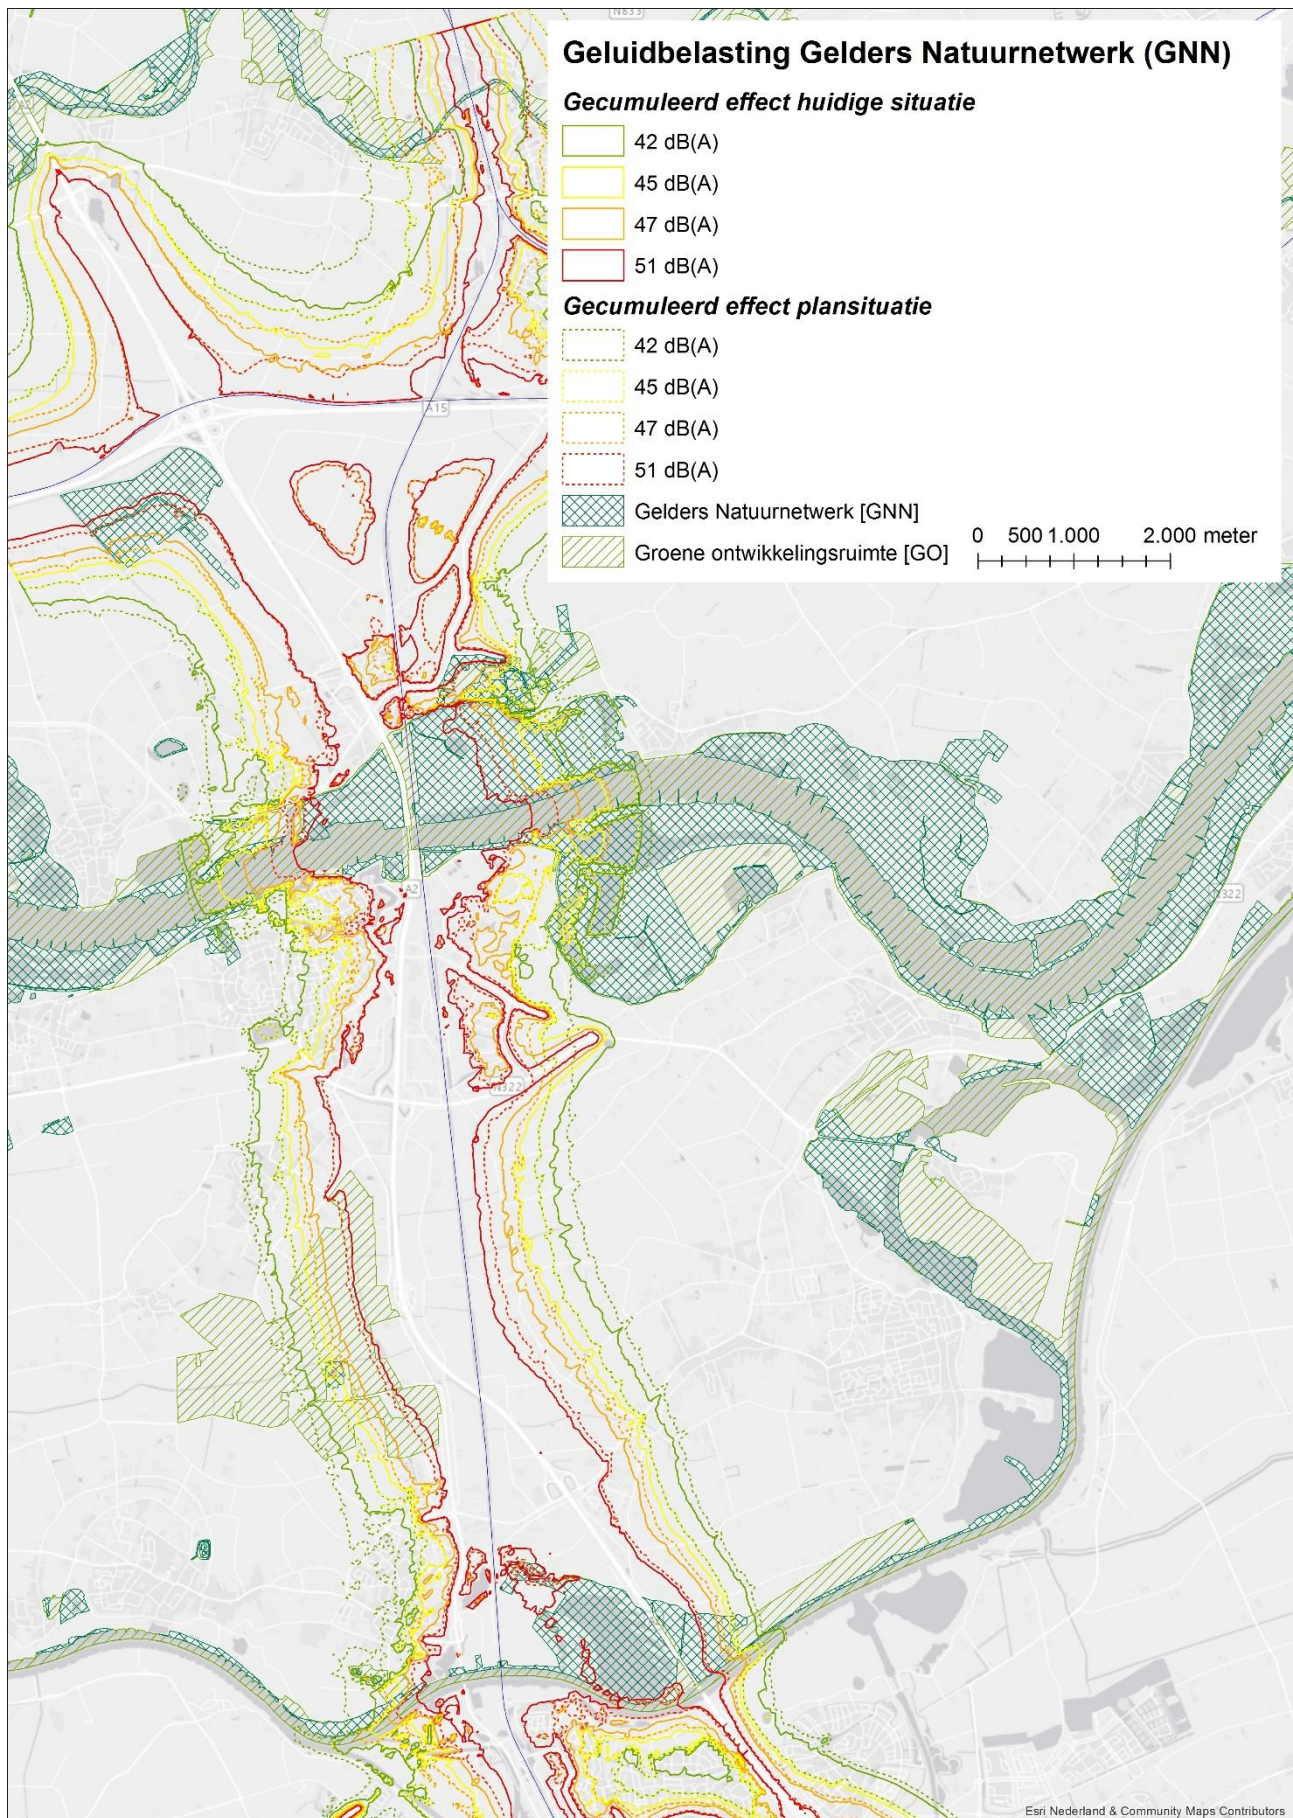 N833
Geluidbelasting Gelders Natuurnetwerk (GNN)
Gecumuleerd effect huidige situatie
42 dB(A)
45 dB(A)
47 dB(A)
51 dB(A)
Gecumuleerd effect plansituatie
42 dB(A)
45 dB(A)
47 dB(A)
51 dB(A)
Gelders Natuurnetwerk [GNN]
Groene ontwikkelingsruimte [GO]
0 500 1.000 2.000 meter
A2
A15
A2
N322
N322
Esri Nederland & Community Maps Contributors